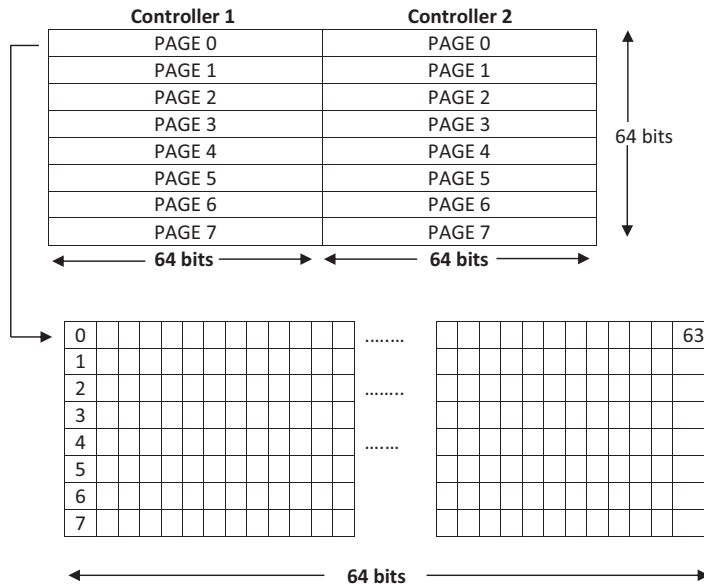 Controller 1 Controller 2
PAGE 0 PAGE 0
PAGE 1 PAGE 1
PAGE 2 PAGE 2
PAGE 3 PAGE 3
PAGE 4 PAGE 4
PAGE 5 PAGE 5
PAGE 6 PAGE 6
PAGE 7 PAGE 7
64 bits
64 bits 64 bits
0 ........ 63
1
2 ........
3
4 .......
5
6
7
64 bits